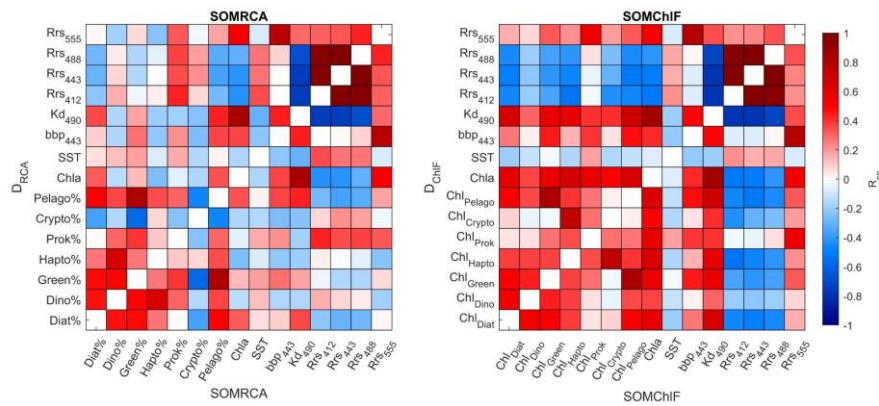 SOMRCA
Rrs555
Rrs488
Rrs443
Rrs412
Kd490
bbp443
SST
Chla
Pelago%
Crypto%
Prok%
Hapto%
Green%
Dino%
Diat%
DRCA
Diat%
Dino%
Green%
Hapto%
Prok%
Crypto%
Pelago%
Chla
SST
bbp443
Kd490
Rrs412
Rrs443
Rrs488
Rrs555
SOMRCA
SOMChlF
Rrs555
Rrs488
Rrs443
Rrs412
Kd490
bbp443
SST
Chla
ChlPelago
ChlCrypto
ChlProk
ChlHapto
ChlGreen
ChlDino
ChlDiat
DChlF
ChlDiat
ChlDino
ChlGreen
ChlHapto
ChlProk
ChlCrypto
ChlPelago
Chla
SST
bbp443
Kd490
Rrs412
Rrs443
Rrs488
Rrs555
SOMChlF
1
0.8
0.6
0.4
0.2
0
-0.2
-0.4
-0.6
-0.8
-1